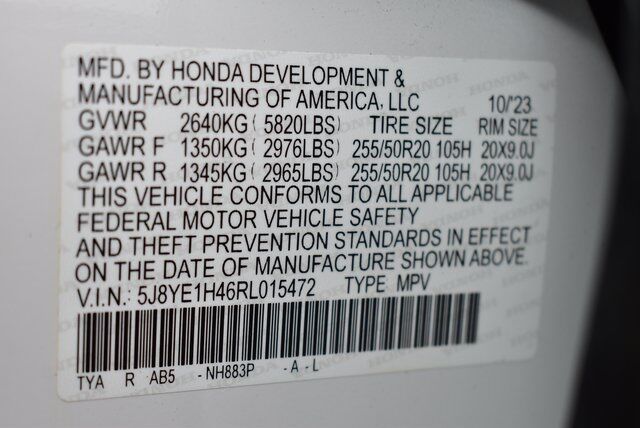 MFD. BY HONDA DEVELOPMENT &
MANUFACTURING OF AMERICA, LLC 10/'23
GVWR 2640KG ( 5820LBS) TIRE SIZE RIM SIZE
GAWR F 1350KG ( 2976LBS) 255/50R20 105H 20X9.0J
GAWR R 1345KG ( 2965LBS) 255/50R20 105H 20X9.0J
THIS VEHICLE CONFORMS TO ALL APPLICABLE
FEDERAL MOTOR VEHICLE SAFETY
AND THEFT PREVENTION STANDARDS IN EFFECT
ON THE DATE OF MANUFACTURE SHOWN ABOVE.
V.I.N: 5J8YE1H46RL015472 TYPE: MPV
TYA R AB5 - NH883P - A - L